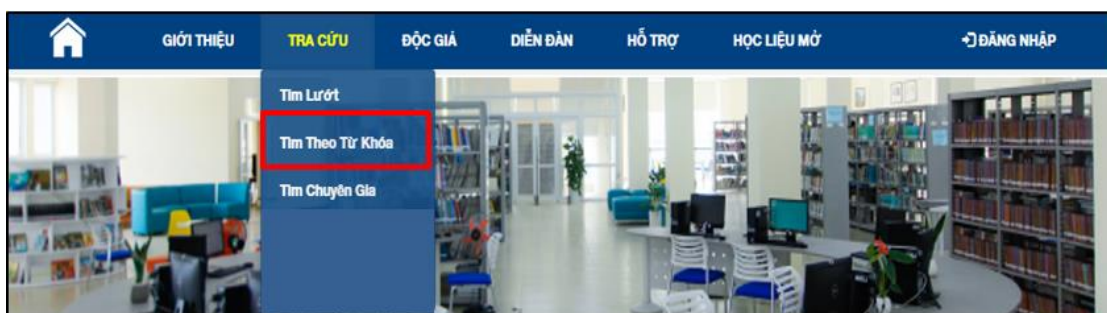 GIỚI THIỆU TRA CỨU ĐỘC GIẢ DIỄN ĐÀN HỖ TRỢ HỌC LIỆU MỞ ĐĂNG NHẬP
Tìm Lướt
Tìm Theo Từ Khóa
Tìm Chuyên Gia